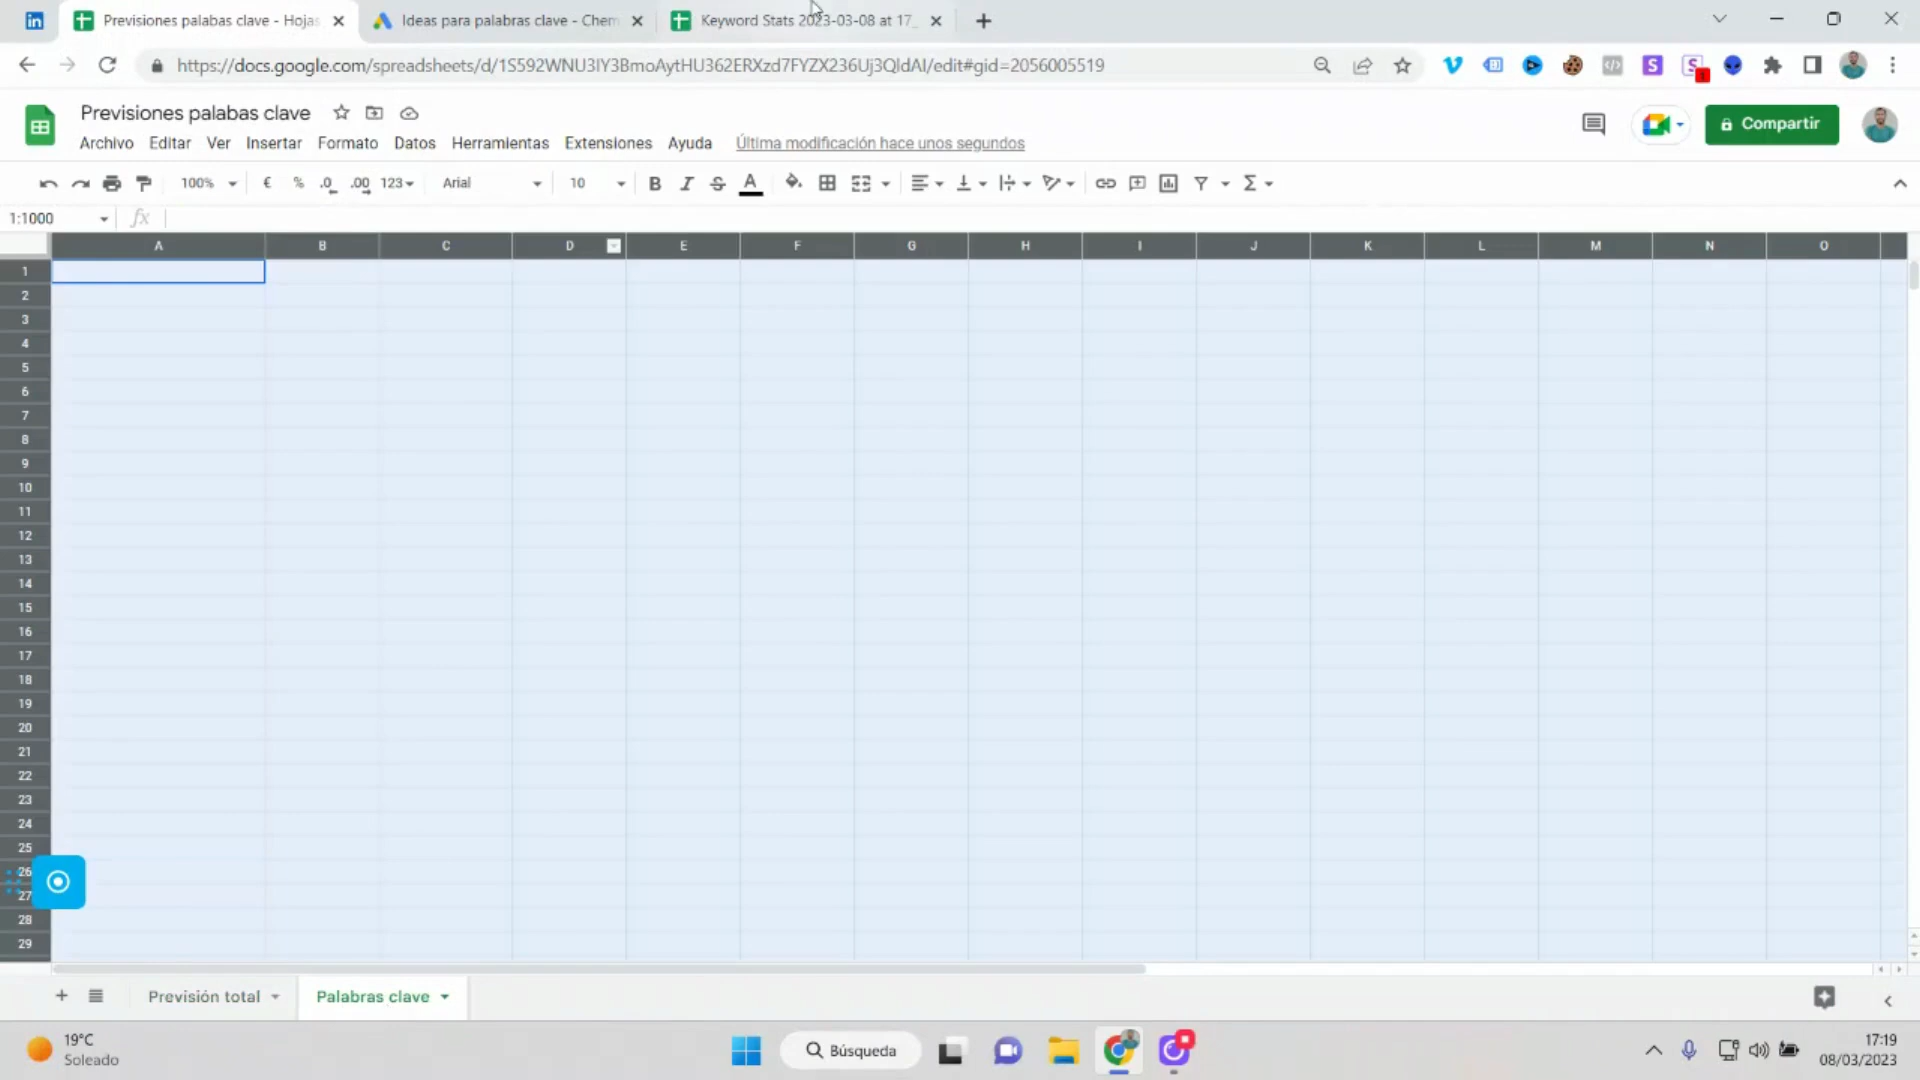 Previsiones palabas clave - Hojas
Ideas para palabras clave - Chem
Keyword Stats 2023-03-08 at 17_
https://docs.google.com/spreadsheets/d/1S592WNU3IY3BmoAytHU362ERXzd7FYZX236Uj3QldAI/edit#gid=2056005519
Previsiones palabas clave
Archivo Editar Ver Insertar Formato Datos Herramientas Extensiones Ayuda Última modificación hace unos segundos
Compartir
100% € % .0 .00 123 Arial 10 B I S A Σ
1:1000 fx
A B C D E F G H I J K L M N O
1
2
3
4
5
6
7
8
9
10
11
12
13
14
15
16
17
18
19
20
21
22
23
24
25
26
27
28
29
Previsión total Palabras clave
19°C
Soleado
Búsqueda
17:19
08/03/2023